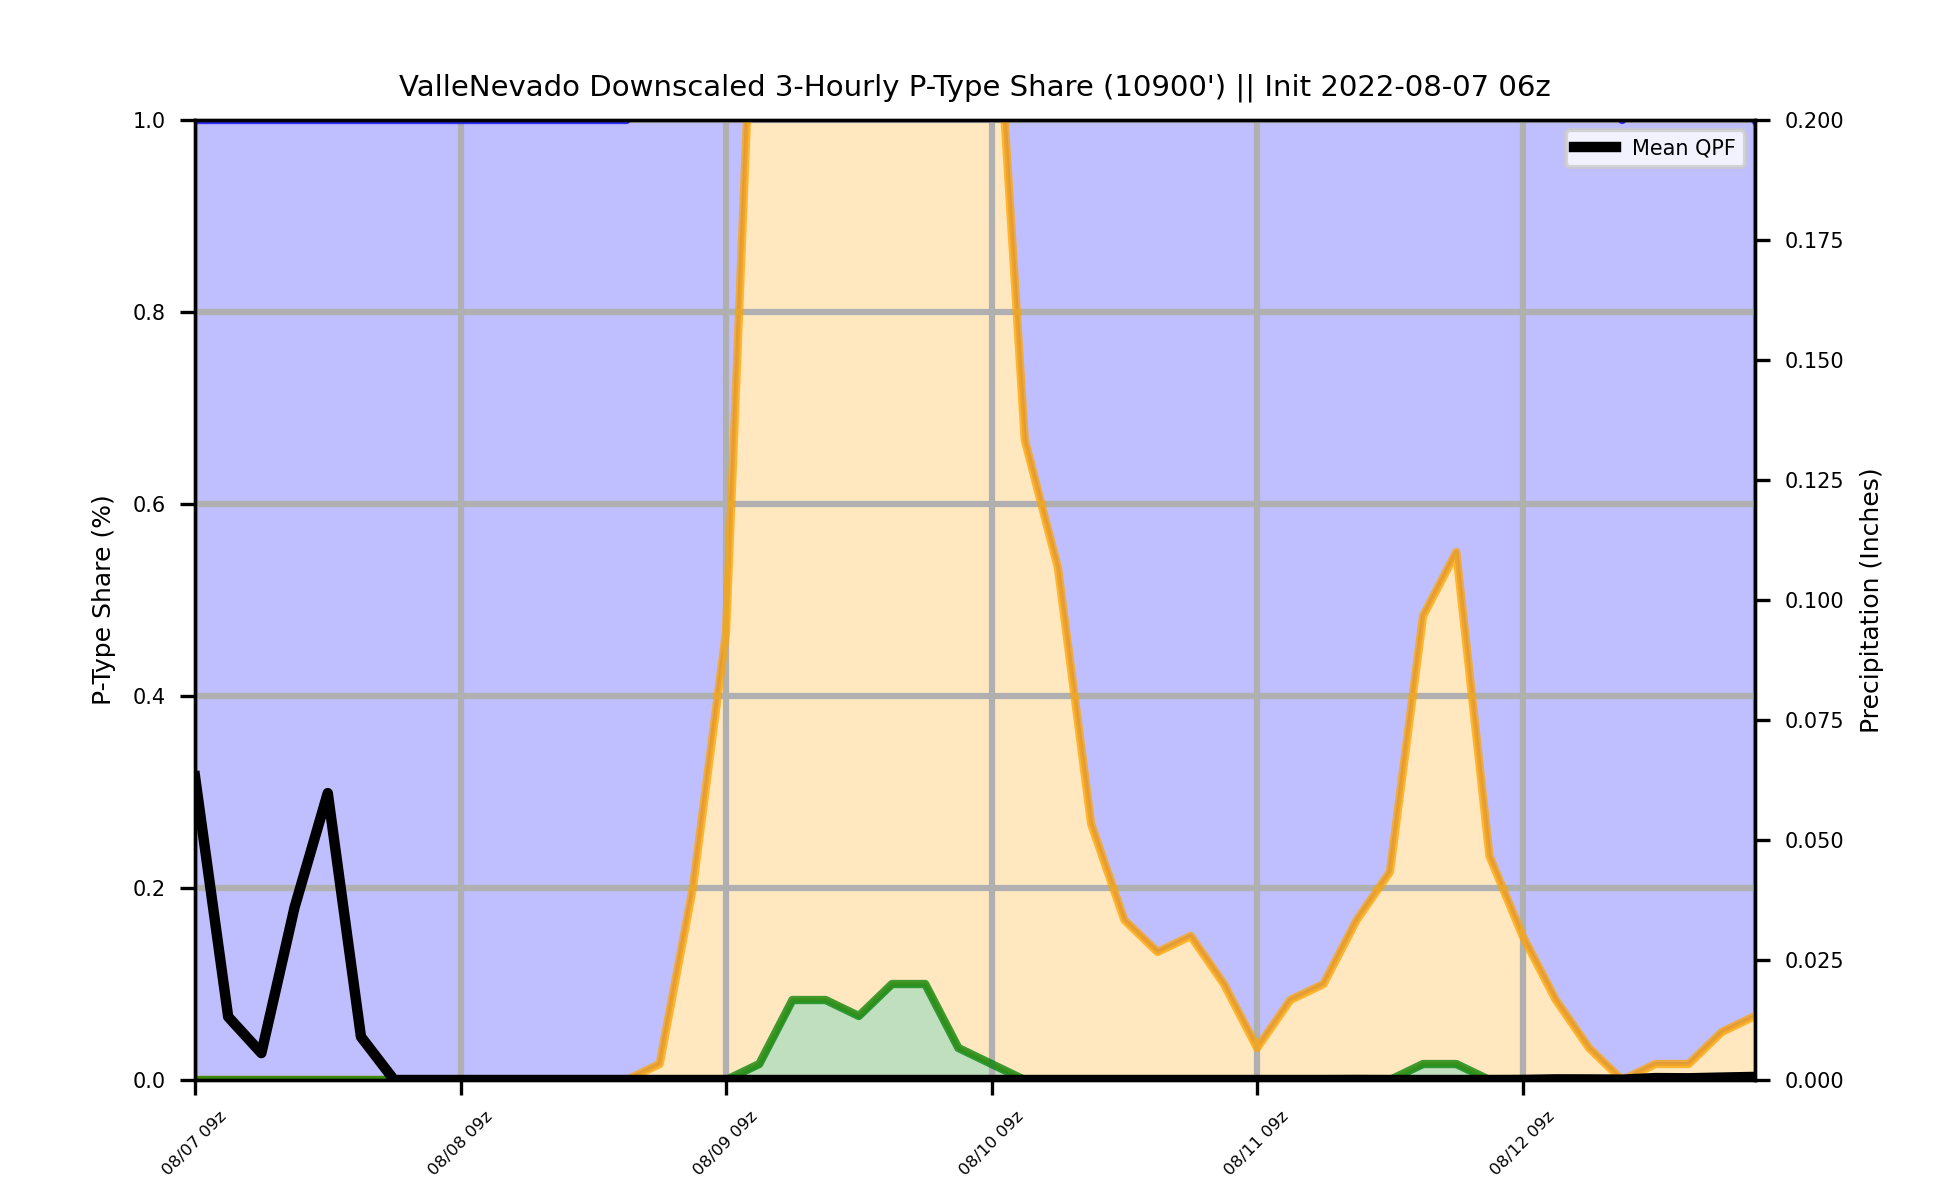 ValleNevado Downscaled 3-Hourly P-Type Share (10900') || Init 2022-08-07 06z
Mean QPF
P-Type Share (%)
1.0
0.8
0.6
0.4
0.2
0.0
0.200
0.175
0.150
0.125
0.100
0.075
0.050
0.025
0.000
Precipitation (Inches)
08/07 09z
08/08 09z
08/09 09z
08/10 09z
08/11 09z
08/12 09z